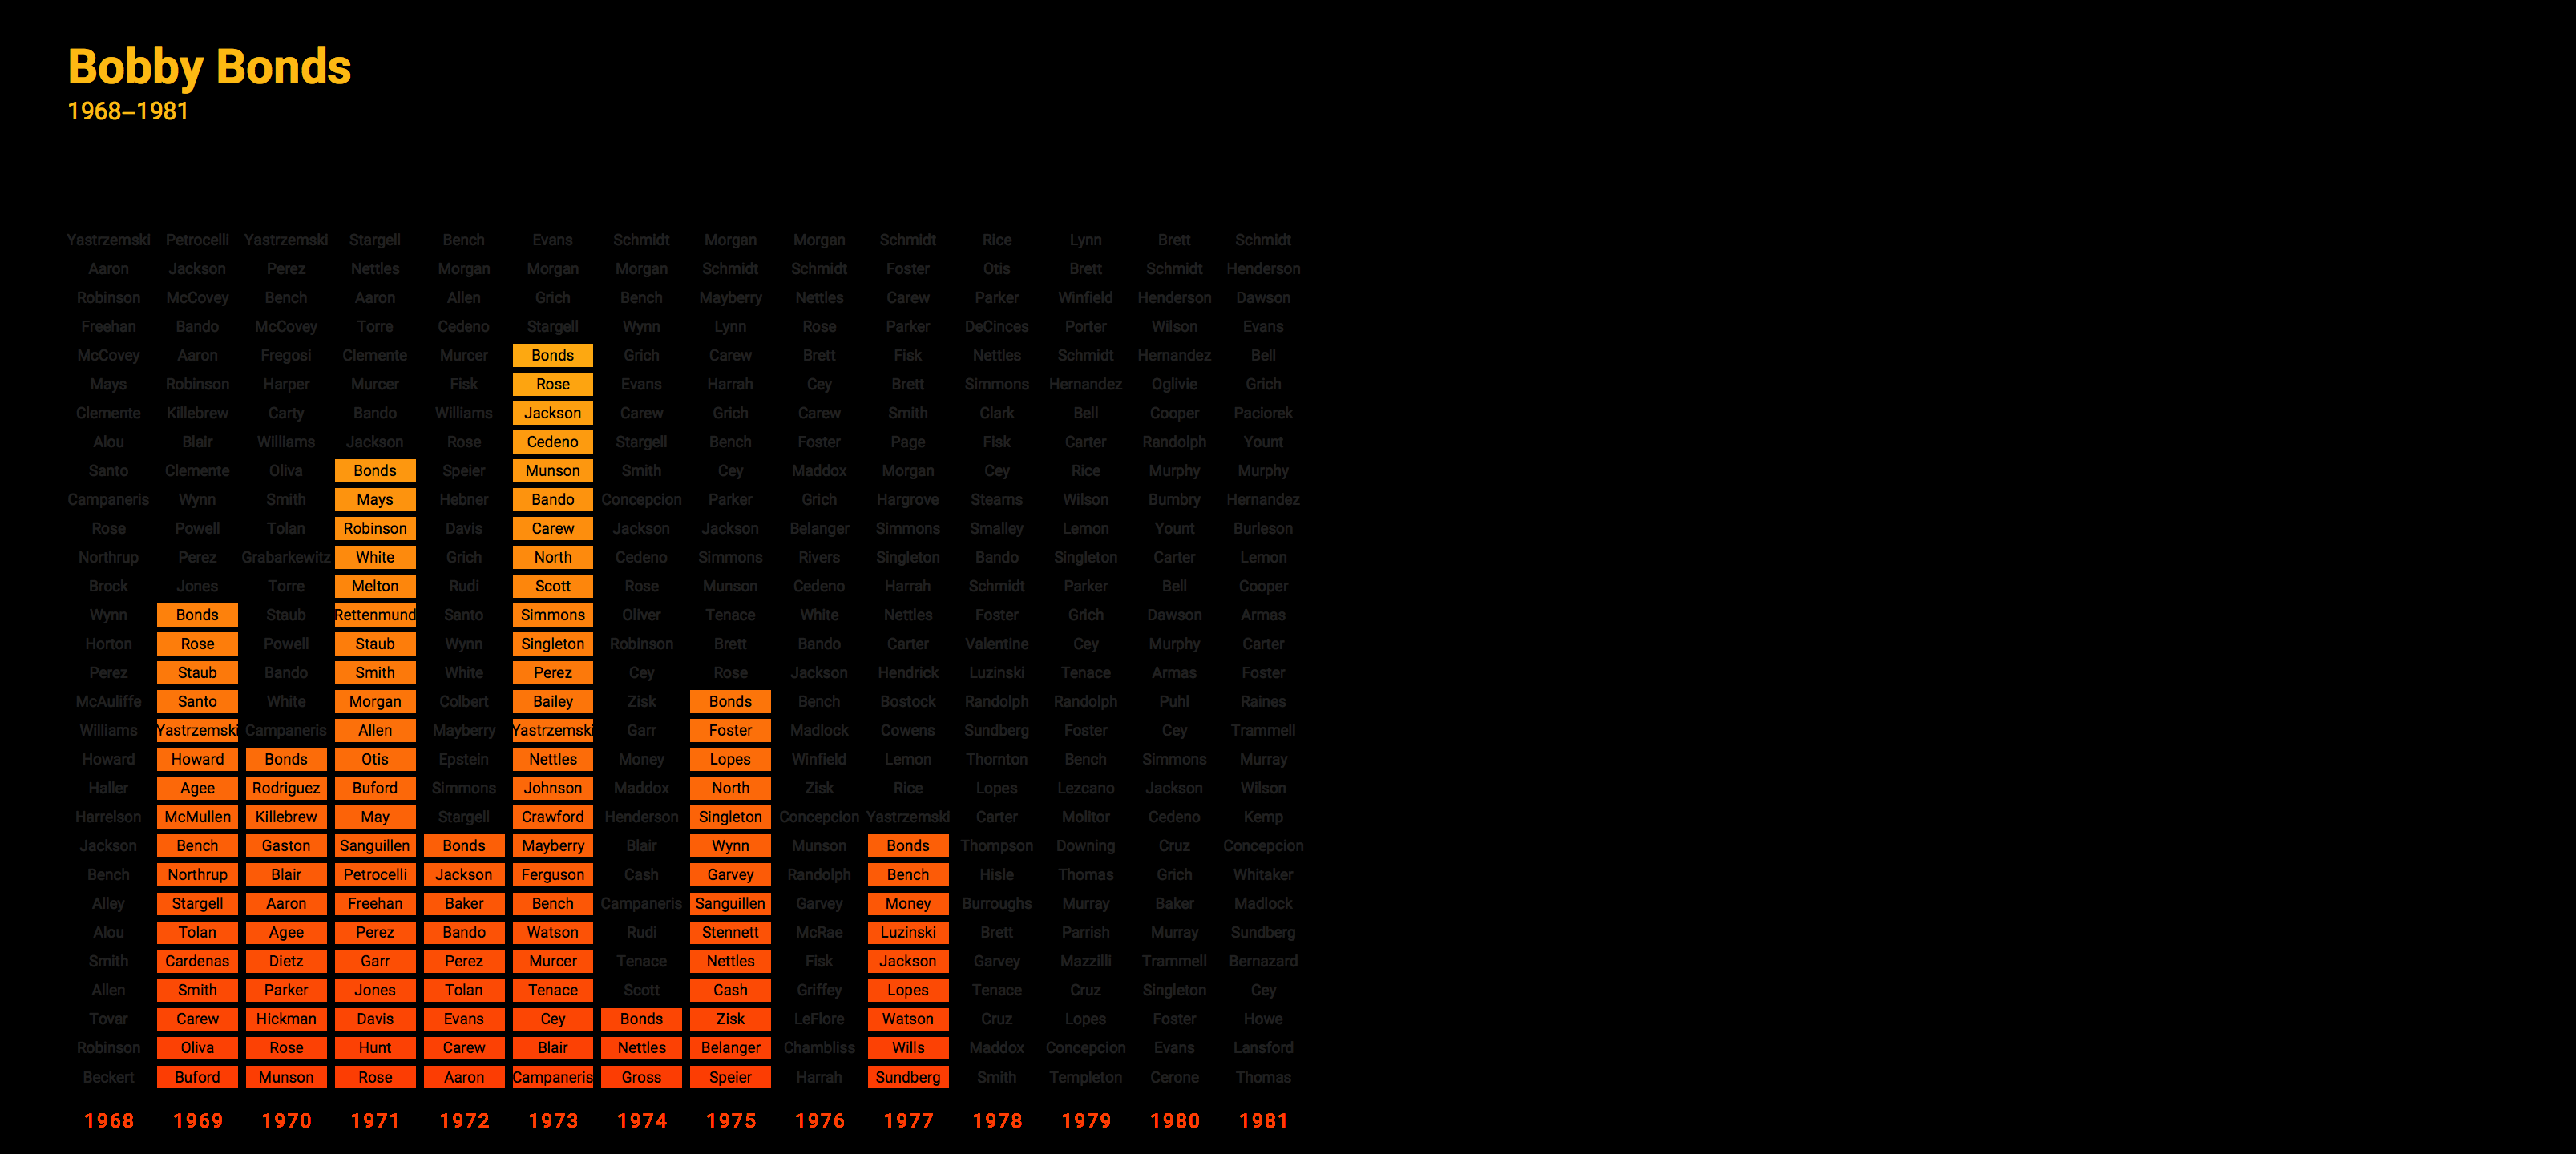 Bobby Bonds
1968–1981
Yastrzemski Petrocelli Yastrzemski Stargell Bench Evans Schmidt Morgan Morgan Schmidt Rice Lynn Brett Schmidt
Aaron Jackson Perez Nettles Morgan Morgan Morgan Schmidt Schmidt Foster Otis Brett Schmidt Henderson
Robinson McCovey Bench Aaron Allen Grich Bench Mayberry Nettles Carew Parker Winfield Henderson Dawson
Freehan Bando McCovey Torre Cedeno Stargell Wynn Lynn Rose Parker DeCinces Porter Wilson Evans
McCovey Aaron Fregosi Clemente Murcer Bonds Grich Carew Brett Fisk Nettles Schmidt Hernandez Bell
Mays Robinson Harper Murcer Fisk Rose Evans Harrah Cey Brett Simmons Hernandez Oglivie Grich
Clemente Killebrew Carty Bando Williams Jackson Carew Grich Carew Smith Clark Bell Cooper Paciorek
Alou Blair Williams Jackson Rose Cedeno Stargell Bench Foster Page Fisk Carter Randolph Yount
Santo Clemente Oliva Bonds Speier Munson Smith Cey Maddox Morgan Cey Rice Murphy Murphy
Campaneris Wynn Smith Mays Hebner Bando Concepcion Parker Grich Hargrove Stearns Wilson Bumbry Hernandez
Rose Powell Tolan Robinson Davis Carew Jackson Jackson Belanger Simmons Smalley Lemon Yount Burleson
Northrup Perez Grabarkewitz White Grich North Cedeno Simmons Rivers Singleton Bando Singleton Carter Lemon
Brock Jones Torre Melton Rudi Scott Rose Munson Cedeno Harrah Schmidt Parker Bell Cooper
Wynn Bonds Staub Rettenmund Santo Simmons Oliver Tenace White Nettles Foster Grich Dawson Armas
Horton Rose Powell Staub Wynn Singleton Robinson Brett Bando Carter Valentine Cey Murphy Carter
Perez Staub Bando Smith White Perez Cey Rose Jackson Hendrick Luzinski Tenace Armas Foster
McAuliffe Santo White Morgan Colbert Bailey Zisk Bonds Bench Bostock Randolph Randolph Puhl Raines
Williams Yastrzemski Campaneris Allen Mayberry Yastrzemski Garr Foster Madlock Cowens Sundberg Foster Cey Trammell
Howard Howard Bonds Otis Epstein Nettles Money Lopes Winfield Lemon Thornton Bench Simmons Murray
Haller Agee Rodriguez Buford Simmons Johnson Maddox North Zisk Rice Lopes Lezcano Jackson Wilson
Harrelson McMullen Killebrew May Stargell Crawford Henderson Singleton Concepcion Yastrzemski Carter Molitor Cedeno Kemp
Jackson Bench Gaston Sanguillen Bonds Mayberry Blair Wynn Munson Bonds Thompson Downing Cruz Concepcion
Bench Northrup Blair Petrocelli Jackson Ferguson Cash Garvey Randolph Bench Hisle Thomas Grich Whitaker
Alley Stargell Aaron Freehan Baker Bench Campaneris Sanguillen Garvey Money Burroughs Murray Baker Madlock
Alou Tolan Agee Perez Bando Watson Rudi Stennett McRae Luzinski Brett Parrish Murray Sundberg
Smith Cardenas Dietz Garr Perez Murcer Tenace Nettles Fisk Jackson Garvey Mazzilli Trammell Bernazard
Allen Smith Parker Jones Tolan Tenace Scott Cash Griffey Lopes Tenace Cruz Singleton Cey
Tovar Carew Hickman Davis Evans Cey Bonds Zisk LeFlore Watson Cruz Lopes Foster Howe
Robinson Oliva Rose Hunt Carew Blair Nettles Belanger Chambliss Wills Maddox Concepcion Evans Lansford
Beckert Buford Munson Rose Aaron Campaneris Gross Speier Harrah Sundberg Smith Templeton Cerone Thomas
1968 1969 1970 1971 1972 1973 1974 1975 1976 1977 1978 1979 1980 1981